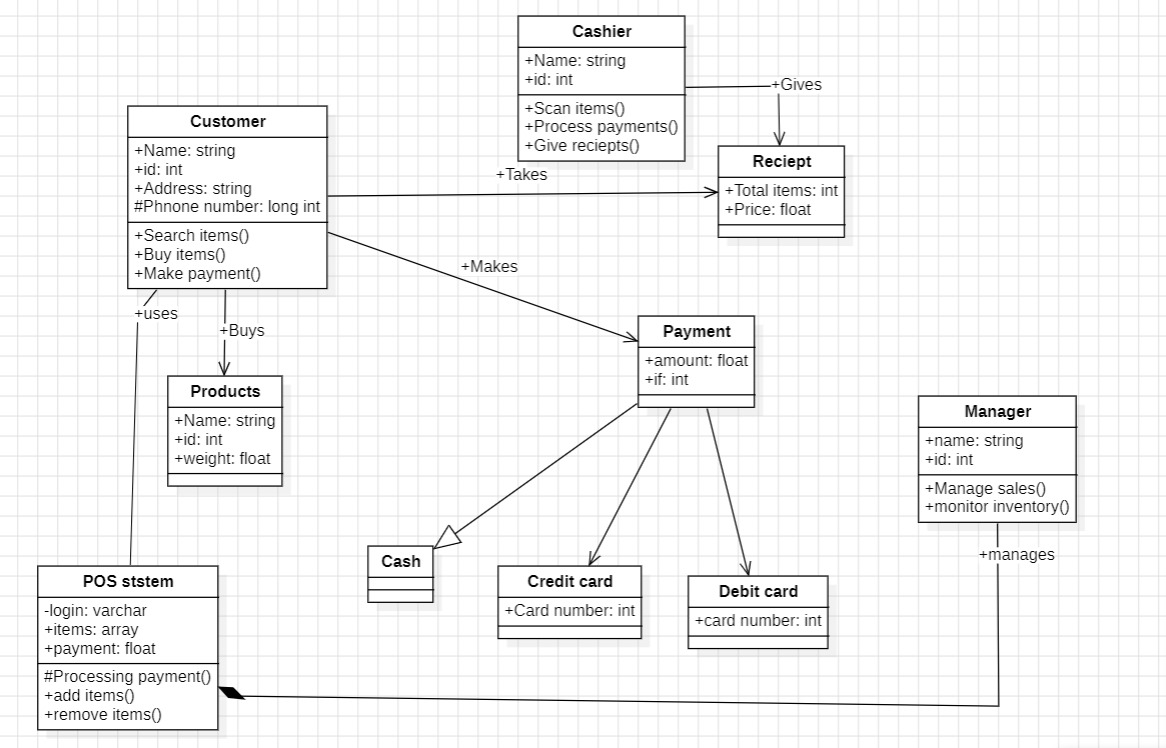 Cashier
+Name: string
+id: int
+Scan items()
+Process payments()
+Give reciepts()
+Gives
Customer
+Name: string
+id: int
+Address: string
#Phnone number: long int
+Search items()
+Buy items()
+Make payment()
+Takes
Reciept
+Total items: int
+Price: float
+Makes
+uses
+Buys
Payment
+amount: float
+if: int
Products
+Name: string
+id: int
+weight: float
Manager
+name: string
+id: int
+Manage sales()
+monitor inventory()
+manages
Cash
Credit card
+Card number: int
Debit card
+card number: int
POS ststem
-login: varchar
+items: array
+payment: float
#Processing payment()
+add items()
+remove items()